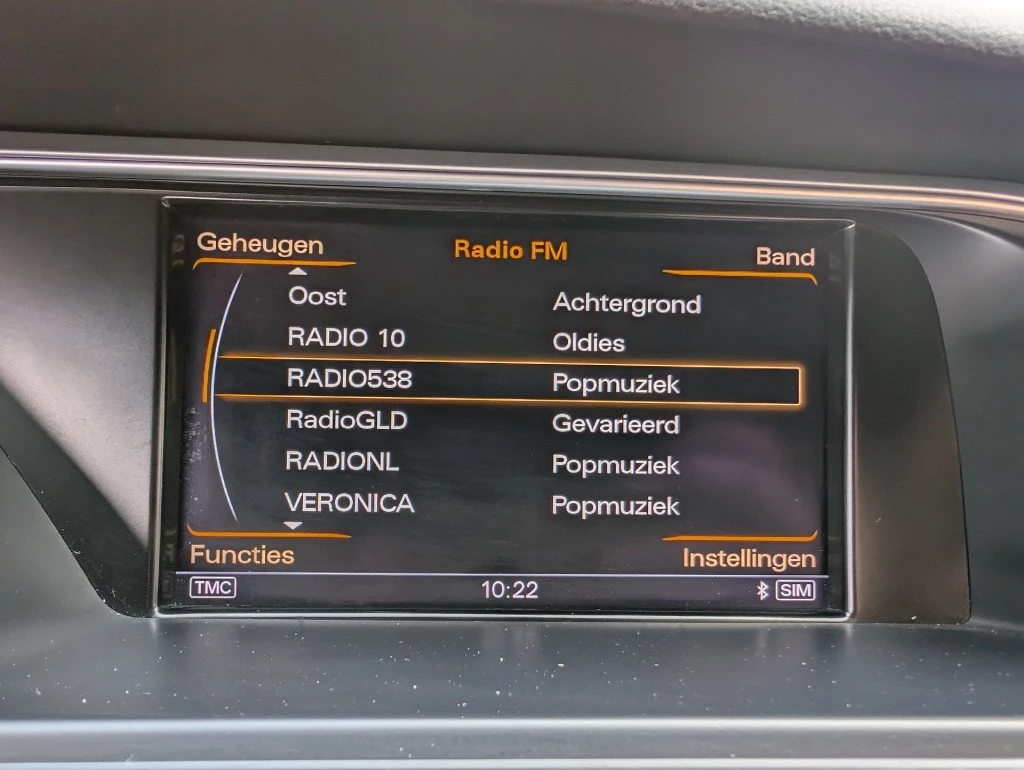 Geheugen Radio FM Band
Oost Achtergrond
RADIO 10 Oldies
RADIO538 Popmuziek
RadioGLD Gevarieerd
RADIONL Popmuziek
VERONICA Popmuziek
Functies Instellingen
TMC 10:22 SIM